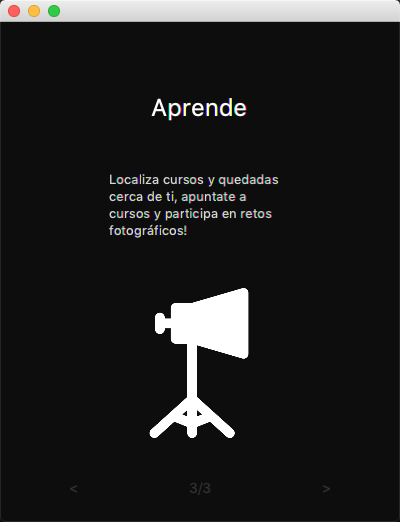 Aprende
Localiza cursos y quedadas
cerca de ti, apuntate a
cursos y participa en retos
fotográficos!
< 3/3 >